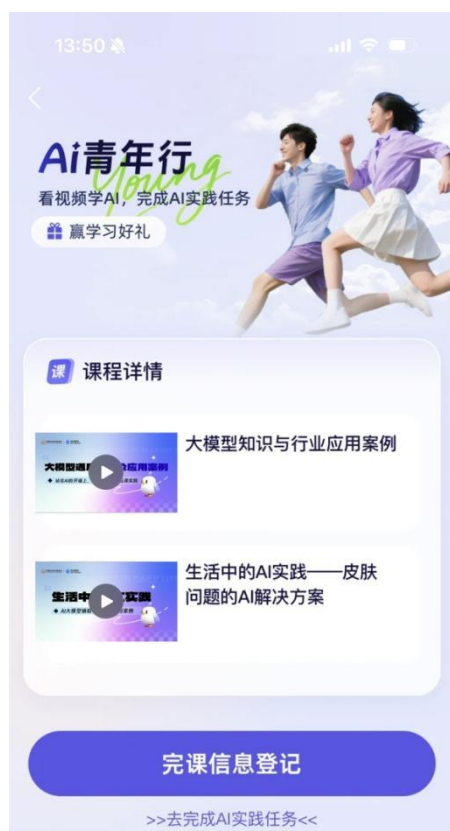 13:50
Ai青年行
Young
看视频学AI，完成AI实践任务
赢学习好礼
课 课程详情
大模型知识与行业应用案例
生活中的AI实践——皮肤
问题的AI解决方案
完课信息登记
>>去完成AI实践任务<<